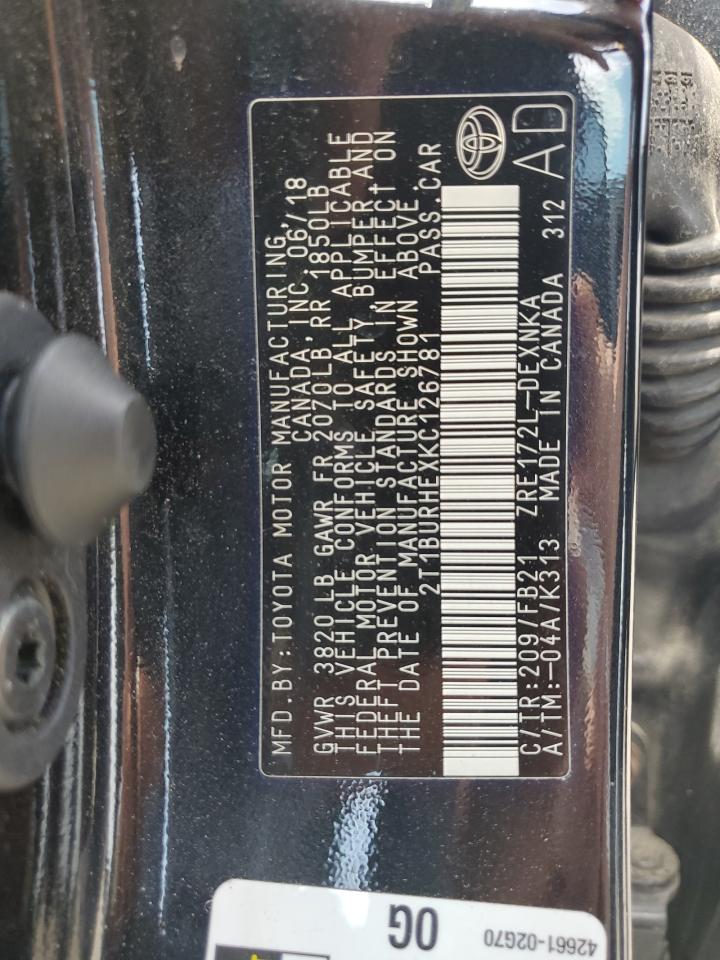 MFD.BY:TOYOTA MOTOR MANUFACTURING,
CANADA,INC. 06/18
GVWR 3820LB GAWR FR 2070LB RR 1850LB
THIS VEHICLE CONFORMS TO ALL APPLICABLE
FEDERAL MOTOR VEHICLE SAFETY, BUMPER AND
THEFT PREVENTION STANDARDS IN EFFECT ON
THE DATE OF MANUFACTURE SHOWN ABOVE.
2T1BURHEXKC126781 PASS.CAR
C/TR:209/FB21 ZRE172L-DEXNKA
A/TM:-04A/K313 MADE IN CANADA 312
AD
0G
42661-02G70